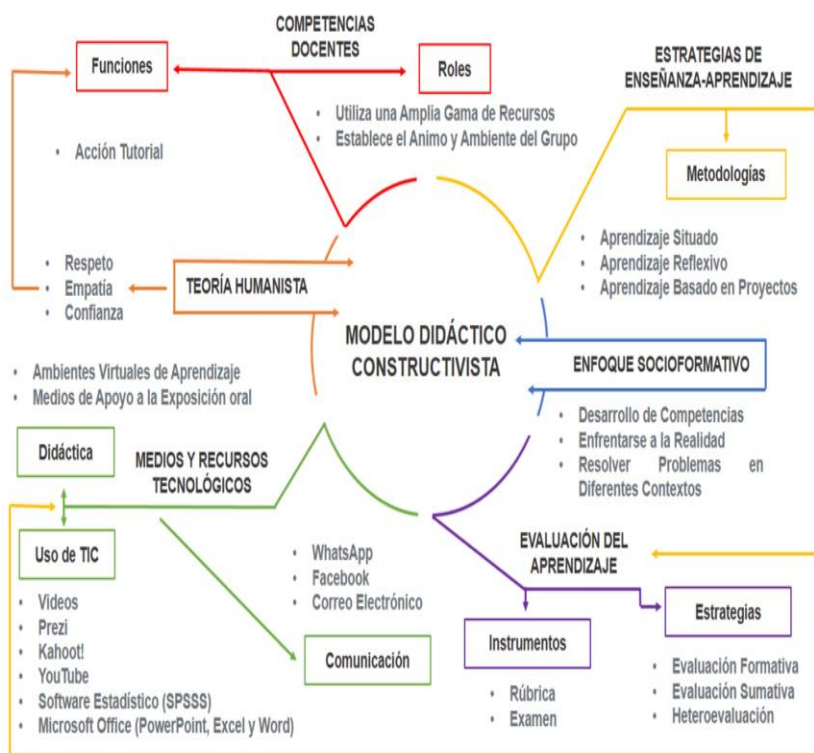 COMPETENCIAS
DOCENTES
Funciones
Roles
• Utiliza una Amplia Gama de Recursos
• Establece el Animo y Ambiente del Grupo
• Acción Tutorial
ESTRATEGIAS DE
ENSEÑANZA-APRENDIZAJE
Metodologías
• Aprendizaje Situado
• Aprendizaje Reflexivo
• Aprendizaje Basado en Proyectos
• Respeto
• Empatía
• Confianza
TEORÍA HUMANISTA
MODELO DIDÁCTICO
CONSTRUCTIVISTA
ENFOQUE SOCIOFORMATIVO
• Desarrollo de Competencias
• Enfrentarse a la Realidad
• Resolver Problemas en
Diferentes Contextos
• Ambientes Virtuales de Aprendizaje
• Medios de Apoyo a la Exposición oral
Didáctica
MEDIOS Y RECURSOS
TECNOLÓGICOS
Uso de TIC
• Videos
• Prezi
• Kahoot!
• YouTube
• Software Estadístico (SPSSS)
• Microsoft Office (PowerPoint, Excel y Word)
• WhatsApp
• Facebook
• Correo Electrónico
Comunicación
EVALUACIÓN DEL
APRENDIZAJE
Instrumentos
• Rúbrica
• Examen
Estrategias
• Evaluación Formativa
• Evaluación Sumativa
• Heteroevaluación